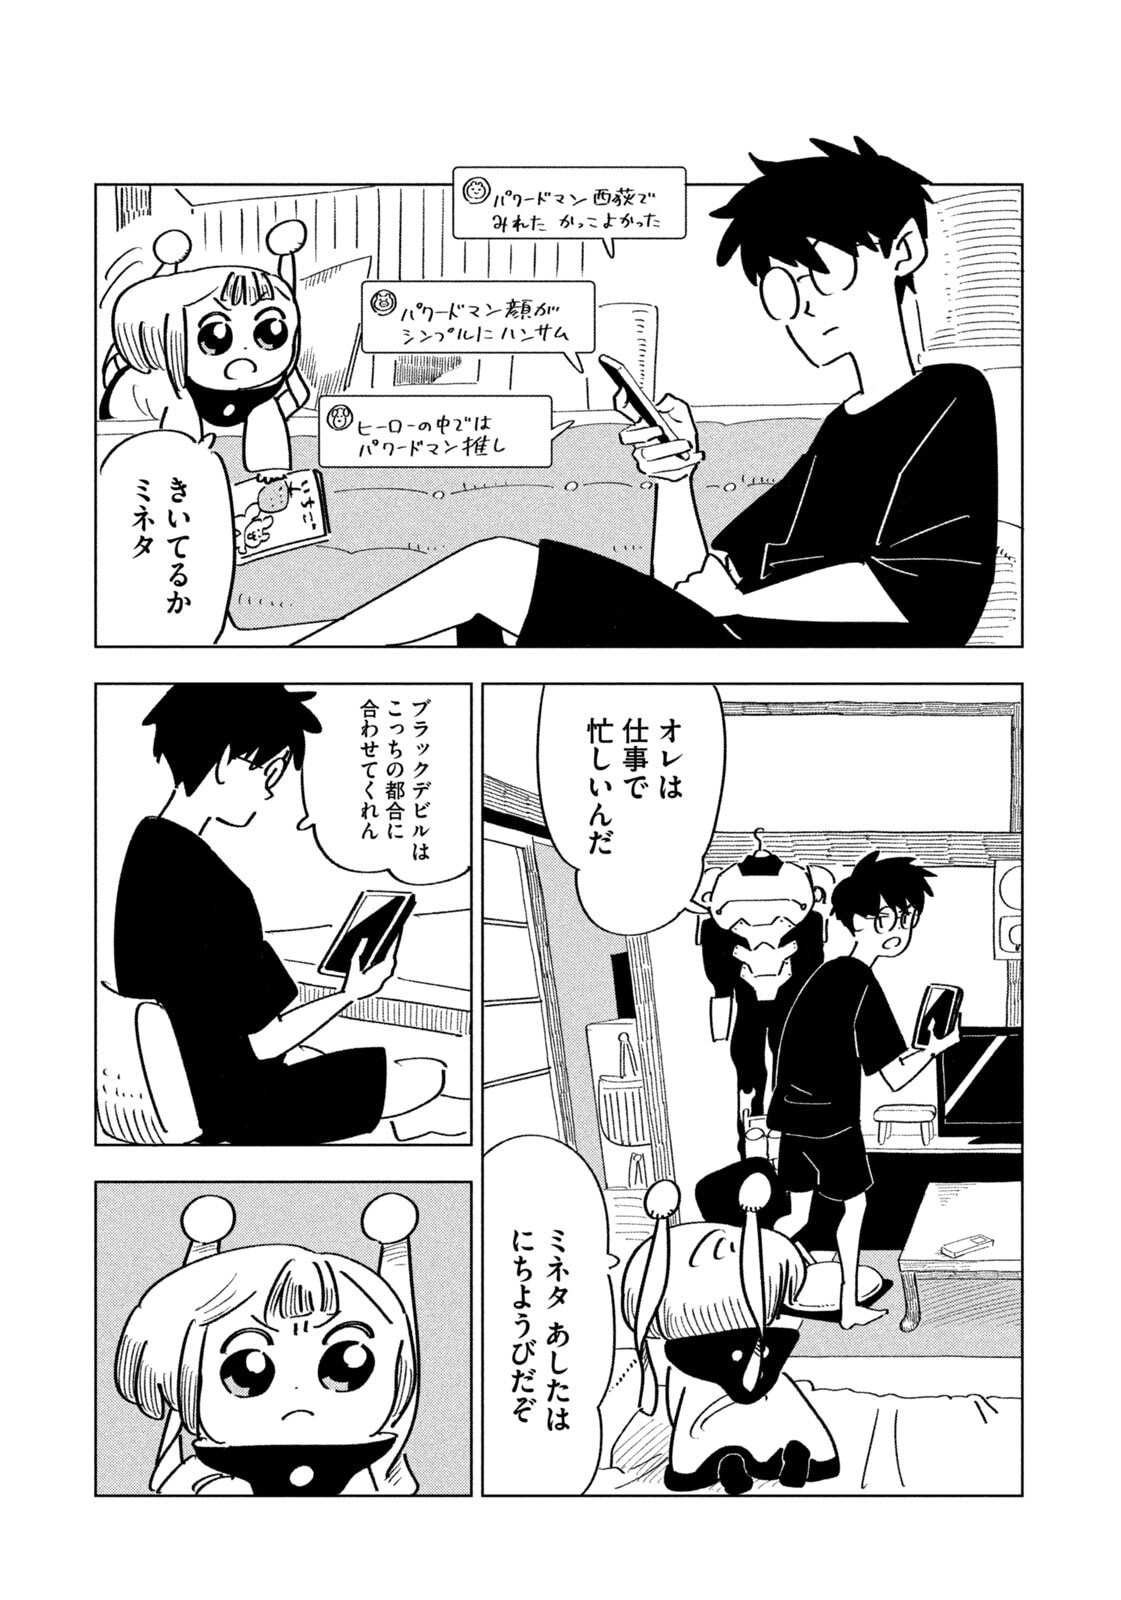 パワードマン 西荻で
みれた かっこよかった
パワードマン顔が
シンプルに ハンサム
ヒーローの中では
パワードマン推し
いちご
きいてるか
ミネタ
オレは
仕事で
忙しいんだ
ミネタ あしたは
にちようびだぞ
ブラックデビルは
こっちの都合に
合わせてくれん